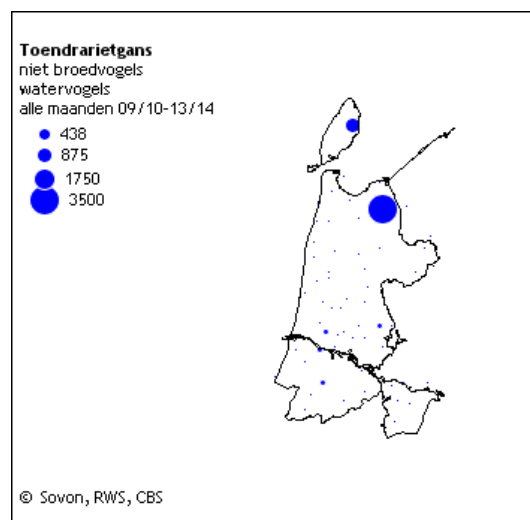 Toendrarietgans
niet broedvogels
watervogels
alle maanden 09/10-13/14
438
875
1750
3500
© Sovon, RWS, CBS